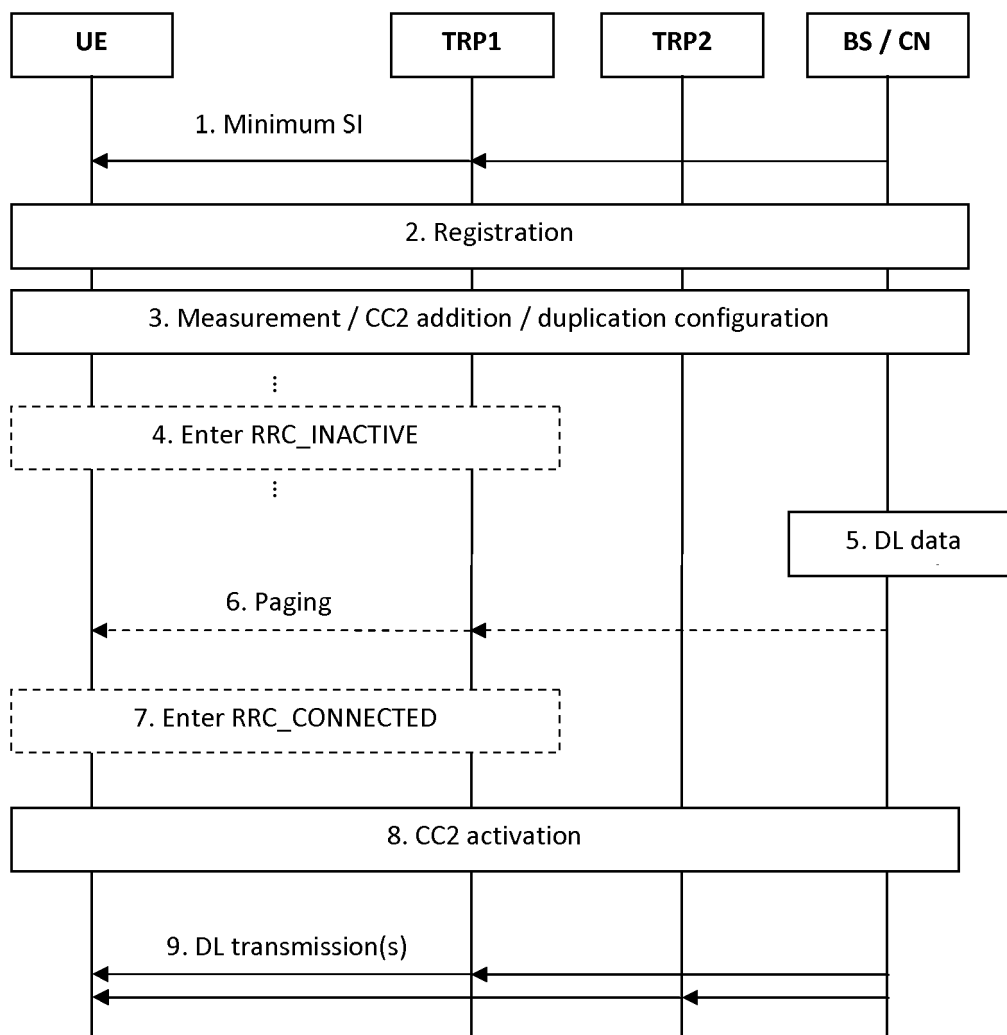 UE TRP1 TRP2 BS / CN
1. Minimum SI
2. Registration
3. Measurement / CC2 addition / duplication configuration
4. Enter RRC_INACTIVE
5. DL data
6. Paging
7. Enter RRC_CONNECTED
8. CC2 activation
9. DL transmission(s)